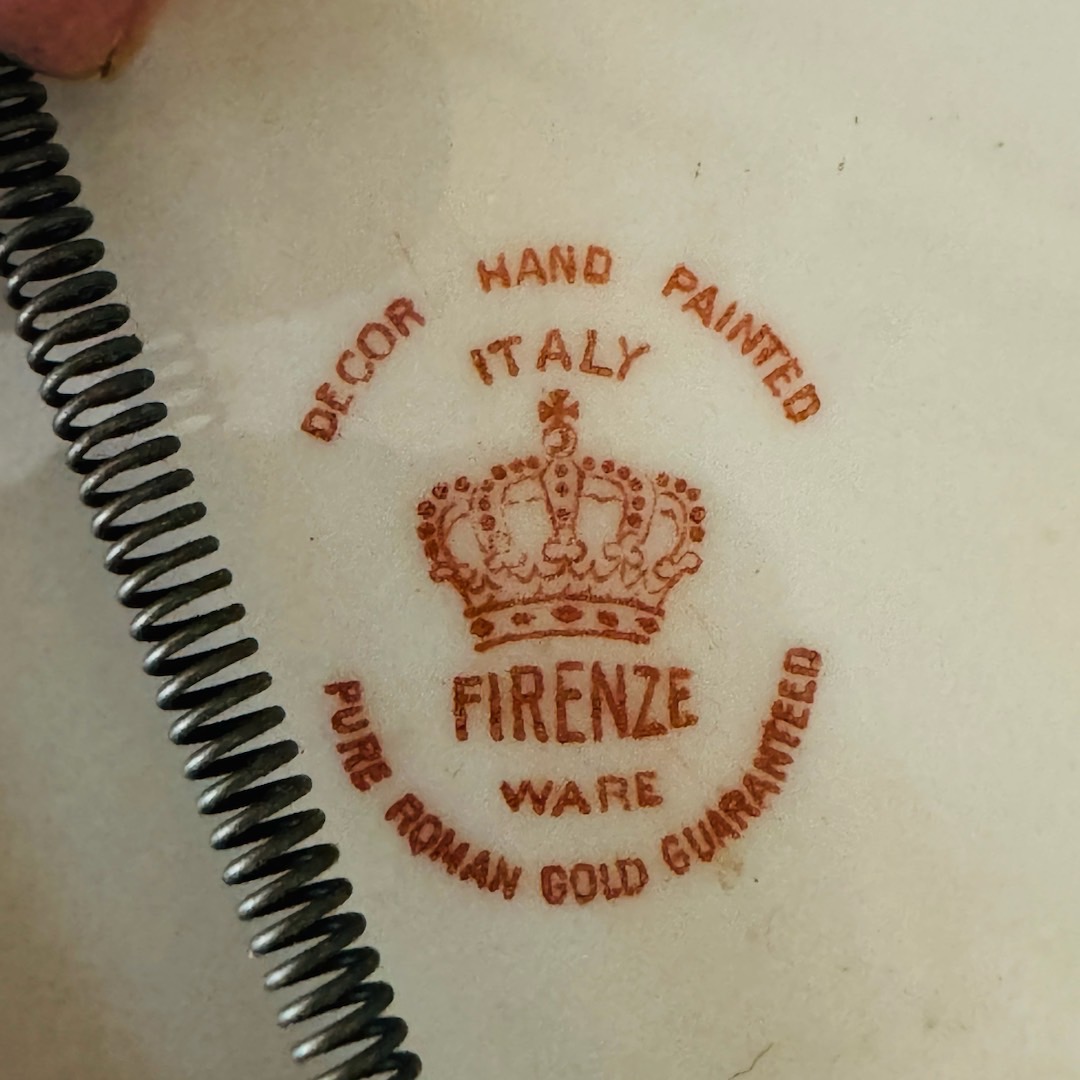 DECOR HAND PAINTED
ITALY
FIRENZE
WARE
PURE ROMAN GOLD GUARANTEED